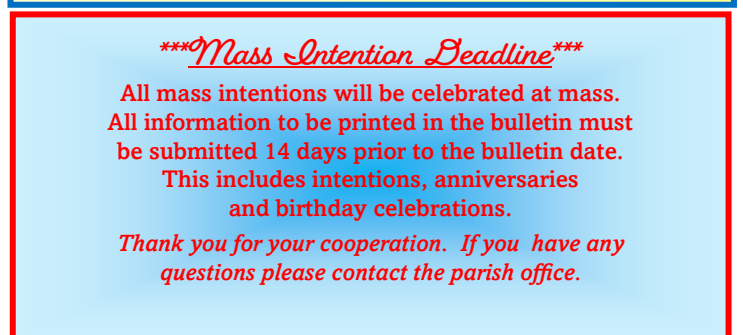 ***Mass Intention Deadline***
All mass intentions will be celebrated at mass.
All information to be printed in the bulletin must
be submitted 14 days prior to the bulletin date.
This includes intentions, anniversaries
and birthday celebrations.
Thank you for your cooperation.  If you  have any
questions please contact the parish office.